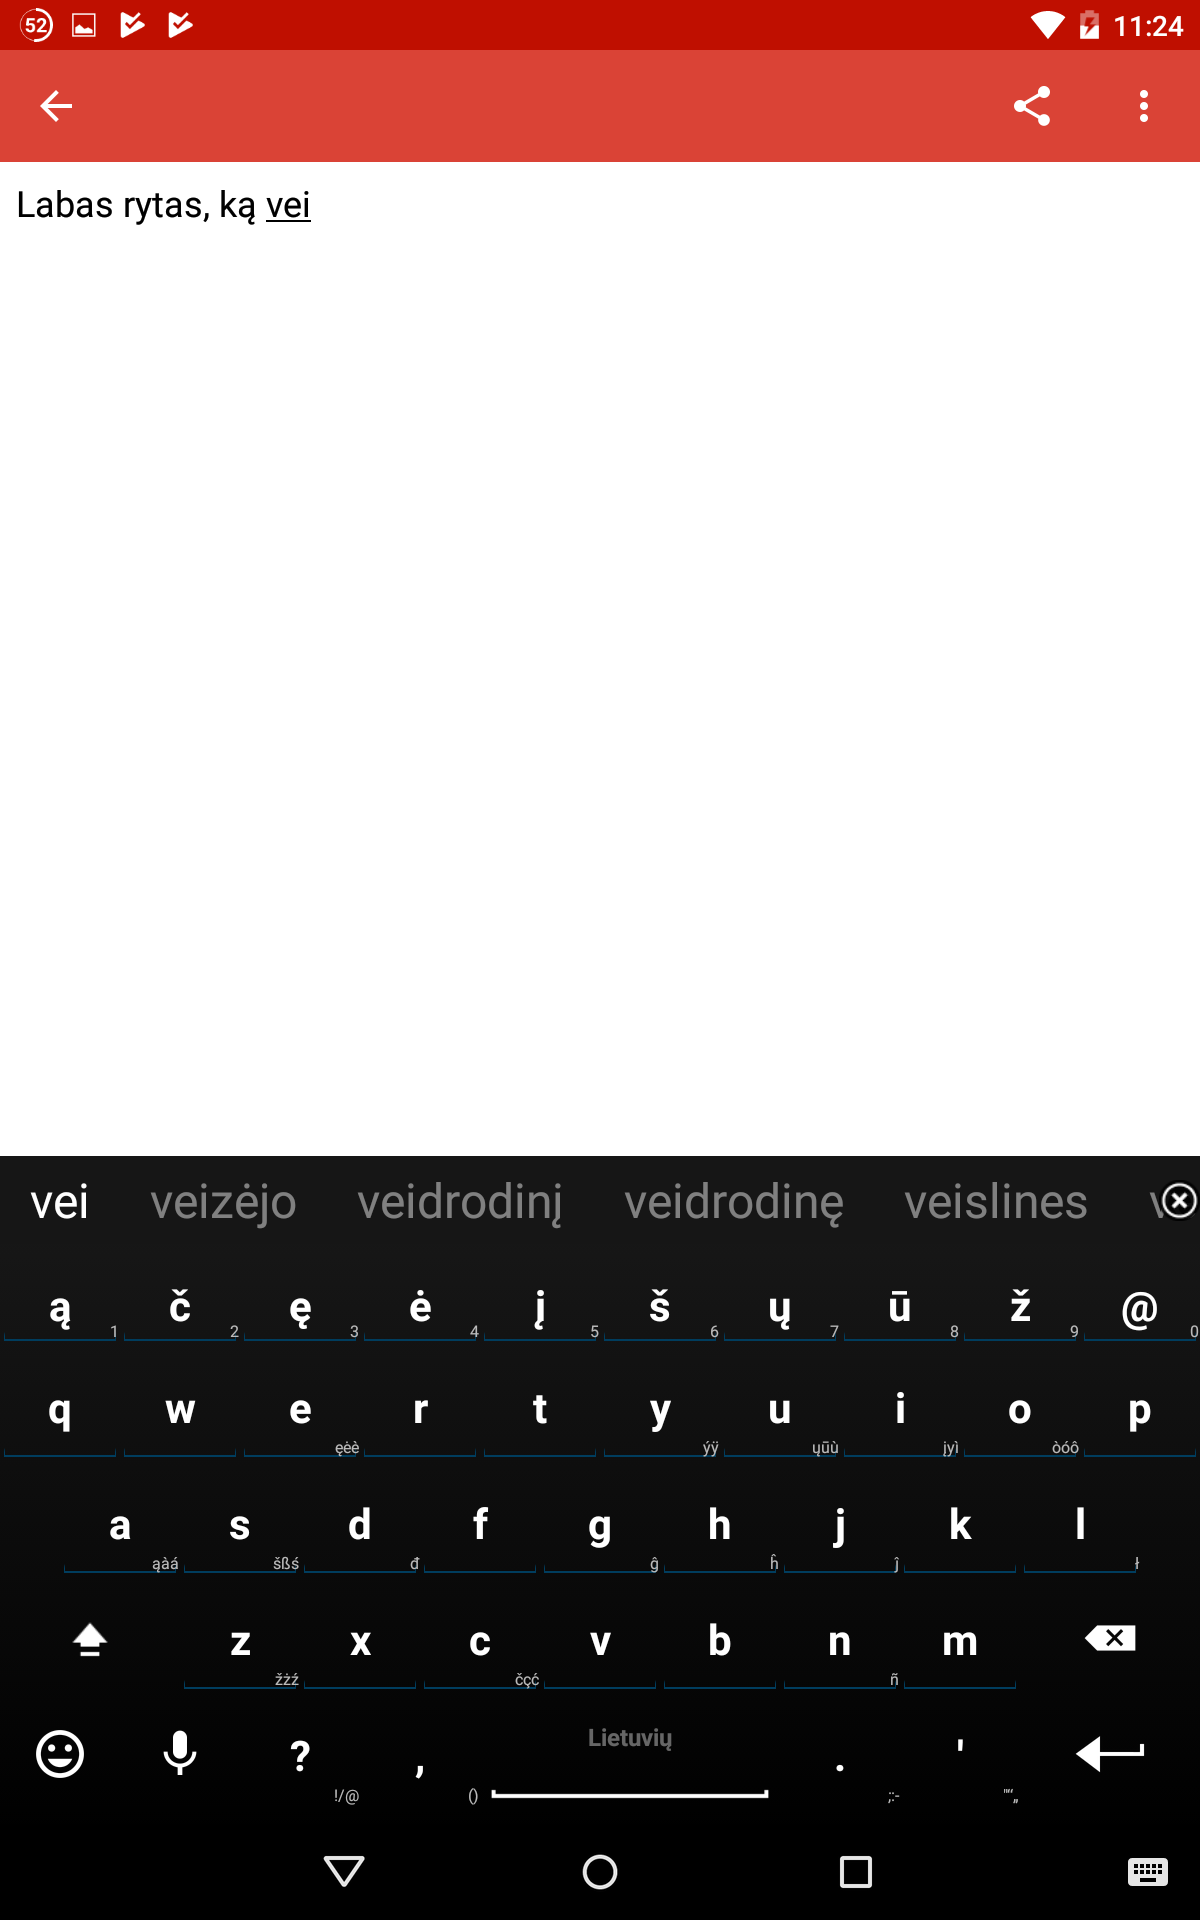 52 11:24
Labas rytas, ką vei
vei veizėjo veidrodinį veidrodinę veislines
ą 1 č 2 ę 3 ė 4 į 5 š 6 ų 7 ū 8 ž 9 @ 0
q w e ęėè r t y ýÿ u ųūù i įyì o òóô p
a ąàá s šßś d đ f g ĝ h ĥ j ĵ k l ł
z žżź x c čçć v b n ñ m
? !/@ , () Lietuvių . ;:- ' "“„